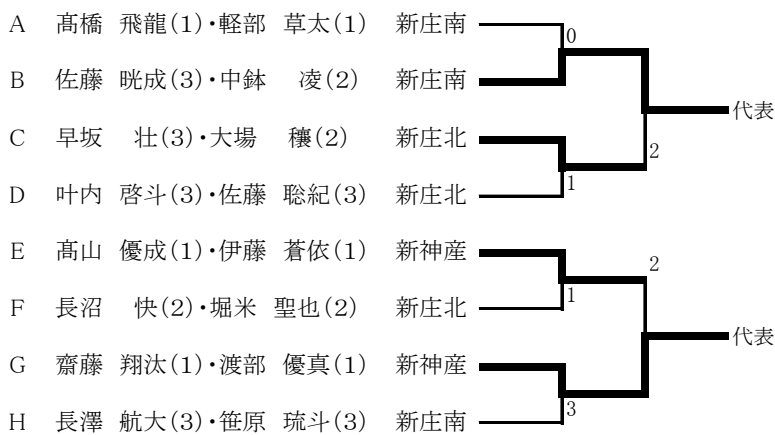 A 髙橋 飛龍(1)・軽部 草太(1) 新庄南
0
B 佐藤 晄成(3)・中鉢 凌(2) 新庄南
代表
C 早坂 壮(3)・大場 穰(2) 新庄北
2
1
D 叶内 啓斗(3)・佐藤 聡紀(3) 新庄北
E 髙山 優成(1)・伊藤 蒼依(1) 新神産
2
1
F 長沼 快(2)・堀米 聖也(2) 新庄北
代表
G 齋藤 翔汰(1)・渡部 優真(1) 新神産
3
H 長澤 航大(3)・笹原 琉斗(3) 新庄南